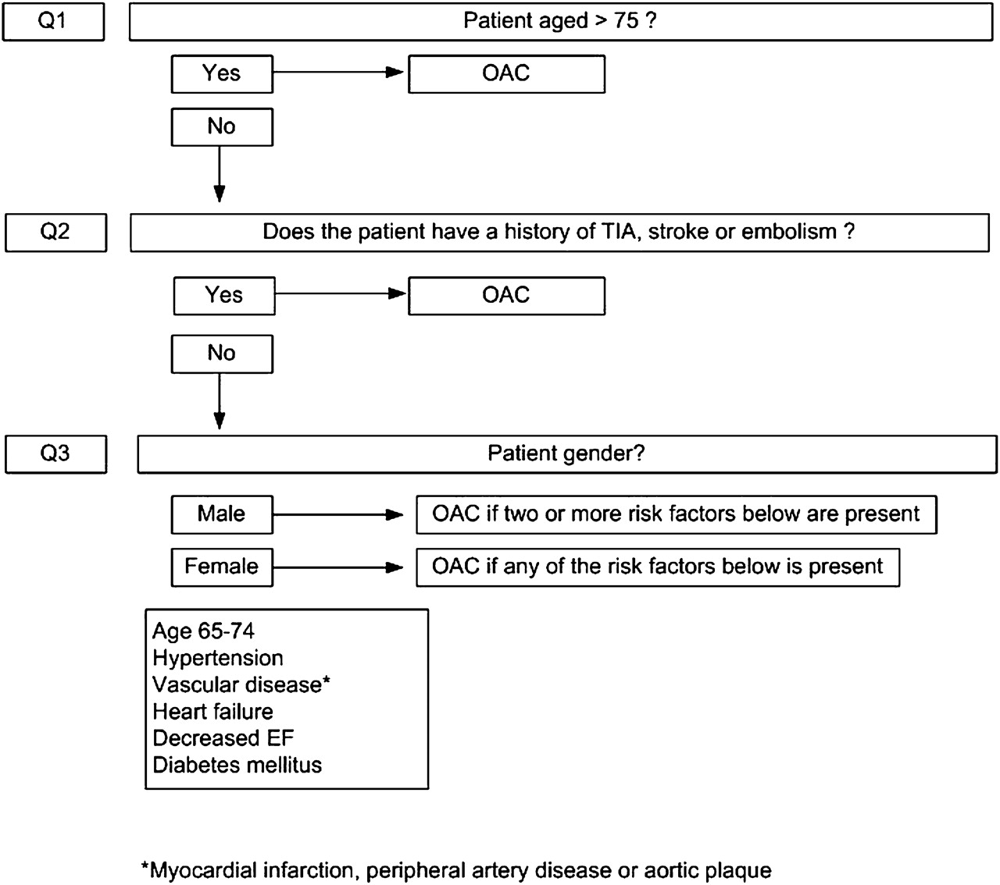 Q1
Patient aged > 75 ?
Yes
OAC
No
Q2
Does the patient have a history of TIA, stroke or embolism ?
Yes
OAC
No
Q3
Patient gender?
Male
OAC if two or more risk factors below are present
Female
OAC if any of the risk factors below is present
Age 65-74
Hypertension
Vascular disease*
Heart failure
Decreased EF
Diabetes mellitus
*Myocardial infarction, peripheral artery disease or aortic plaque